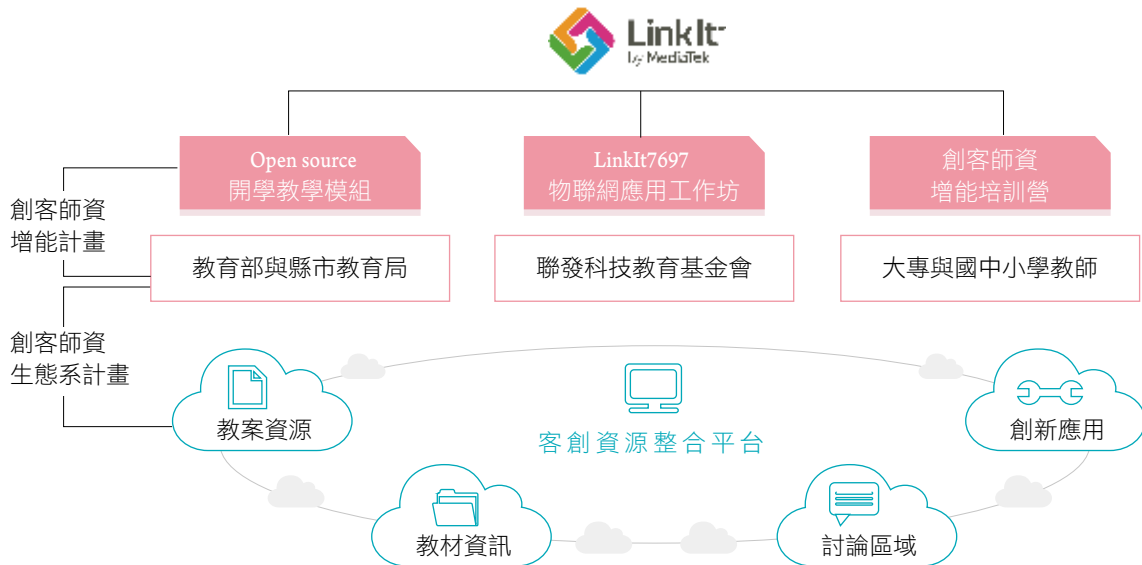 LinkIt™
by MediaTek
Open source
開學教學模組
LinkIt7697
物聯網應用工作坊
創客師資
增能培訓營
創客師資
增能計畫
教育部與縣市教育局
聯發科技教育基金會
大專與國中小學教師
創客師資
生態系計畫
教案資源
客創資源整合平台
創新應用
教材資訊
討論區域